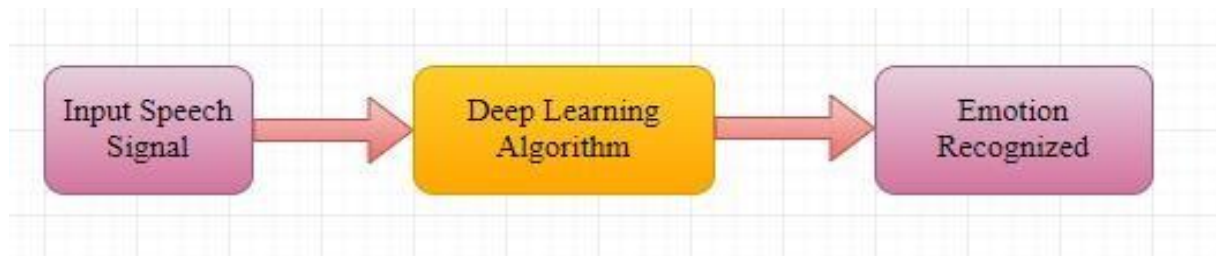 Input Speech
Signal
Deep Learning
Algorithm
Emotion
Recognized